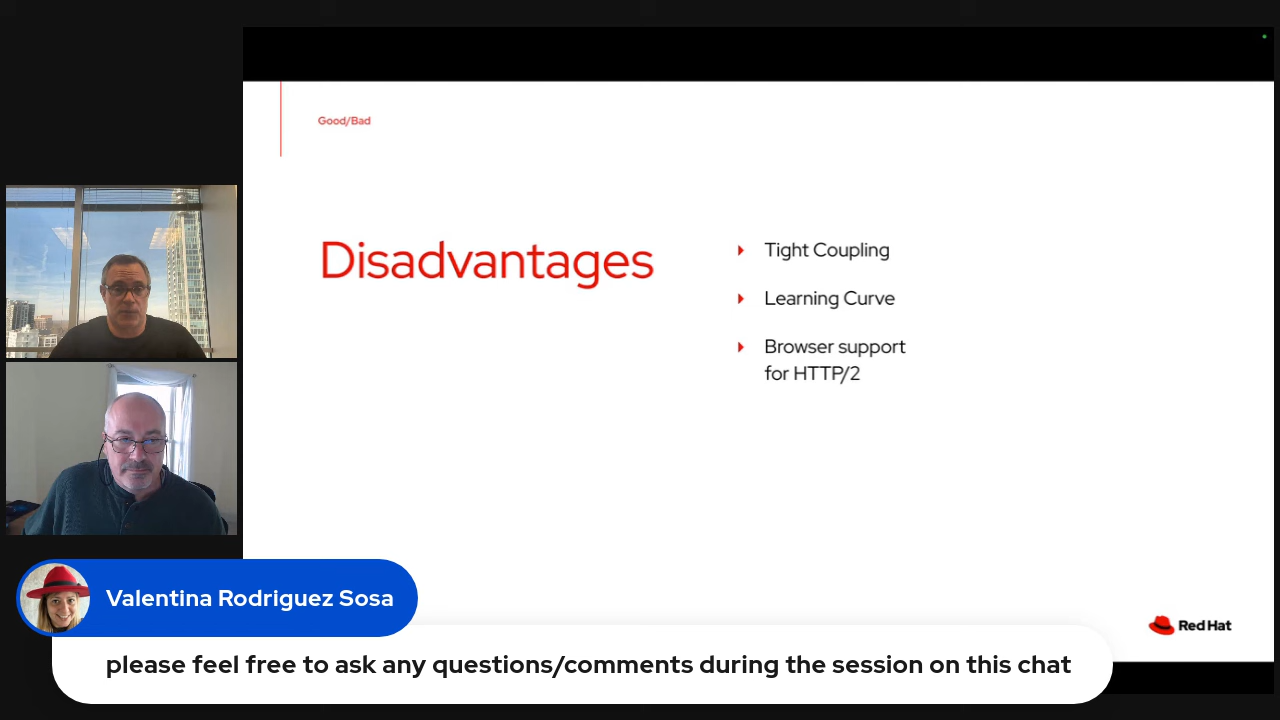 Good/Bad
Disadvantages
Tight Coupling
Learning Curve
Browser support
for HTTP/2
Red Hat
Valentina Rodriguez Sosa
please feel free to ask any questions/comments during the session on this chat